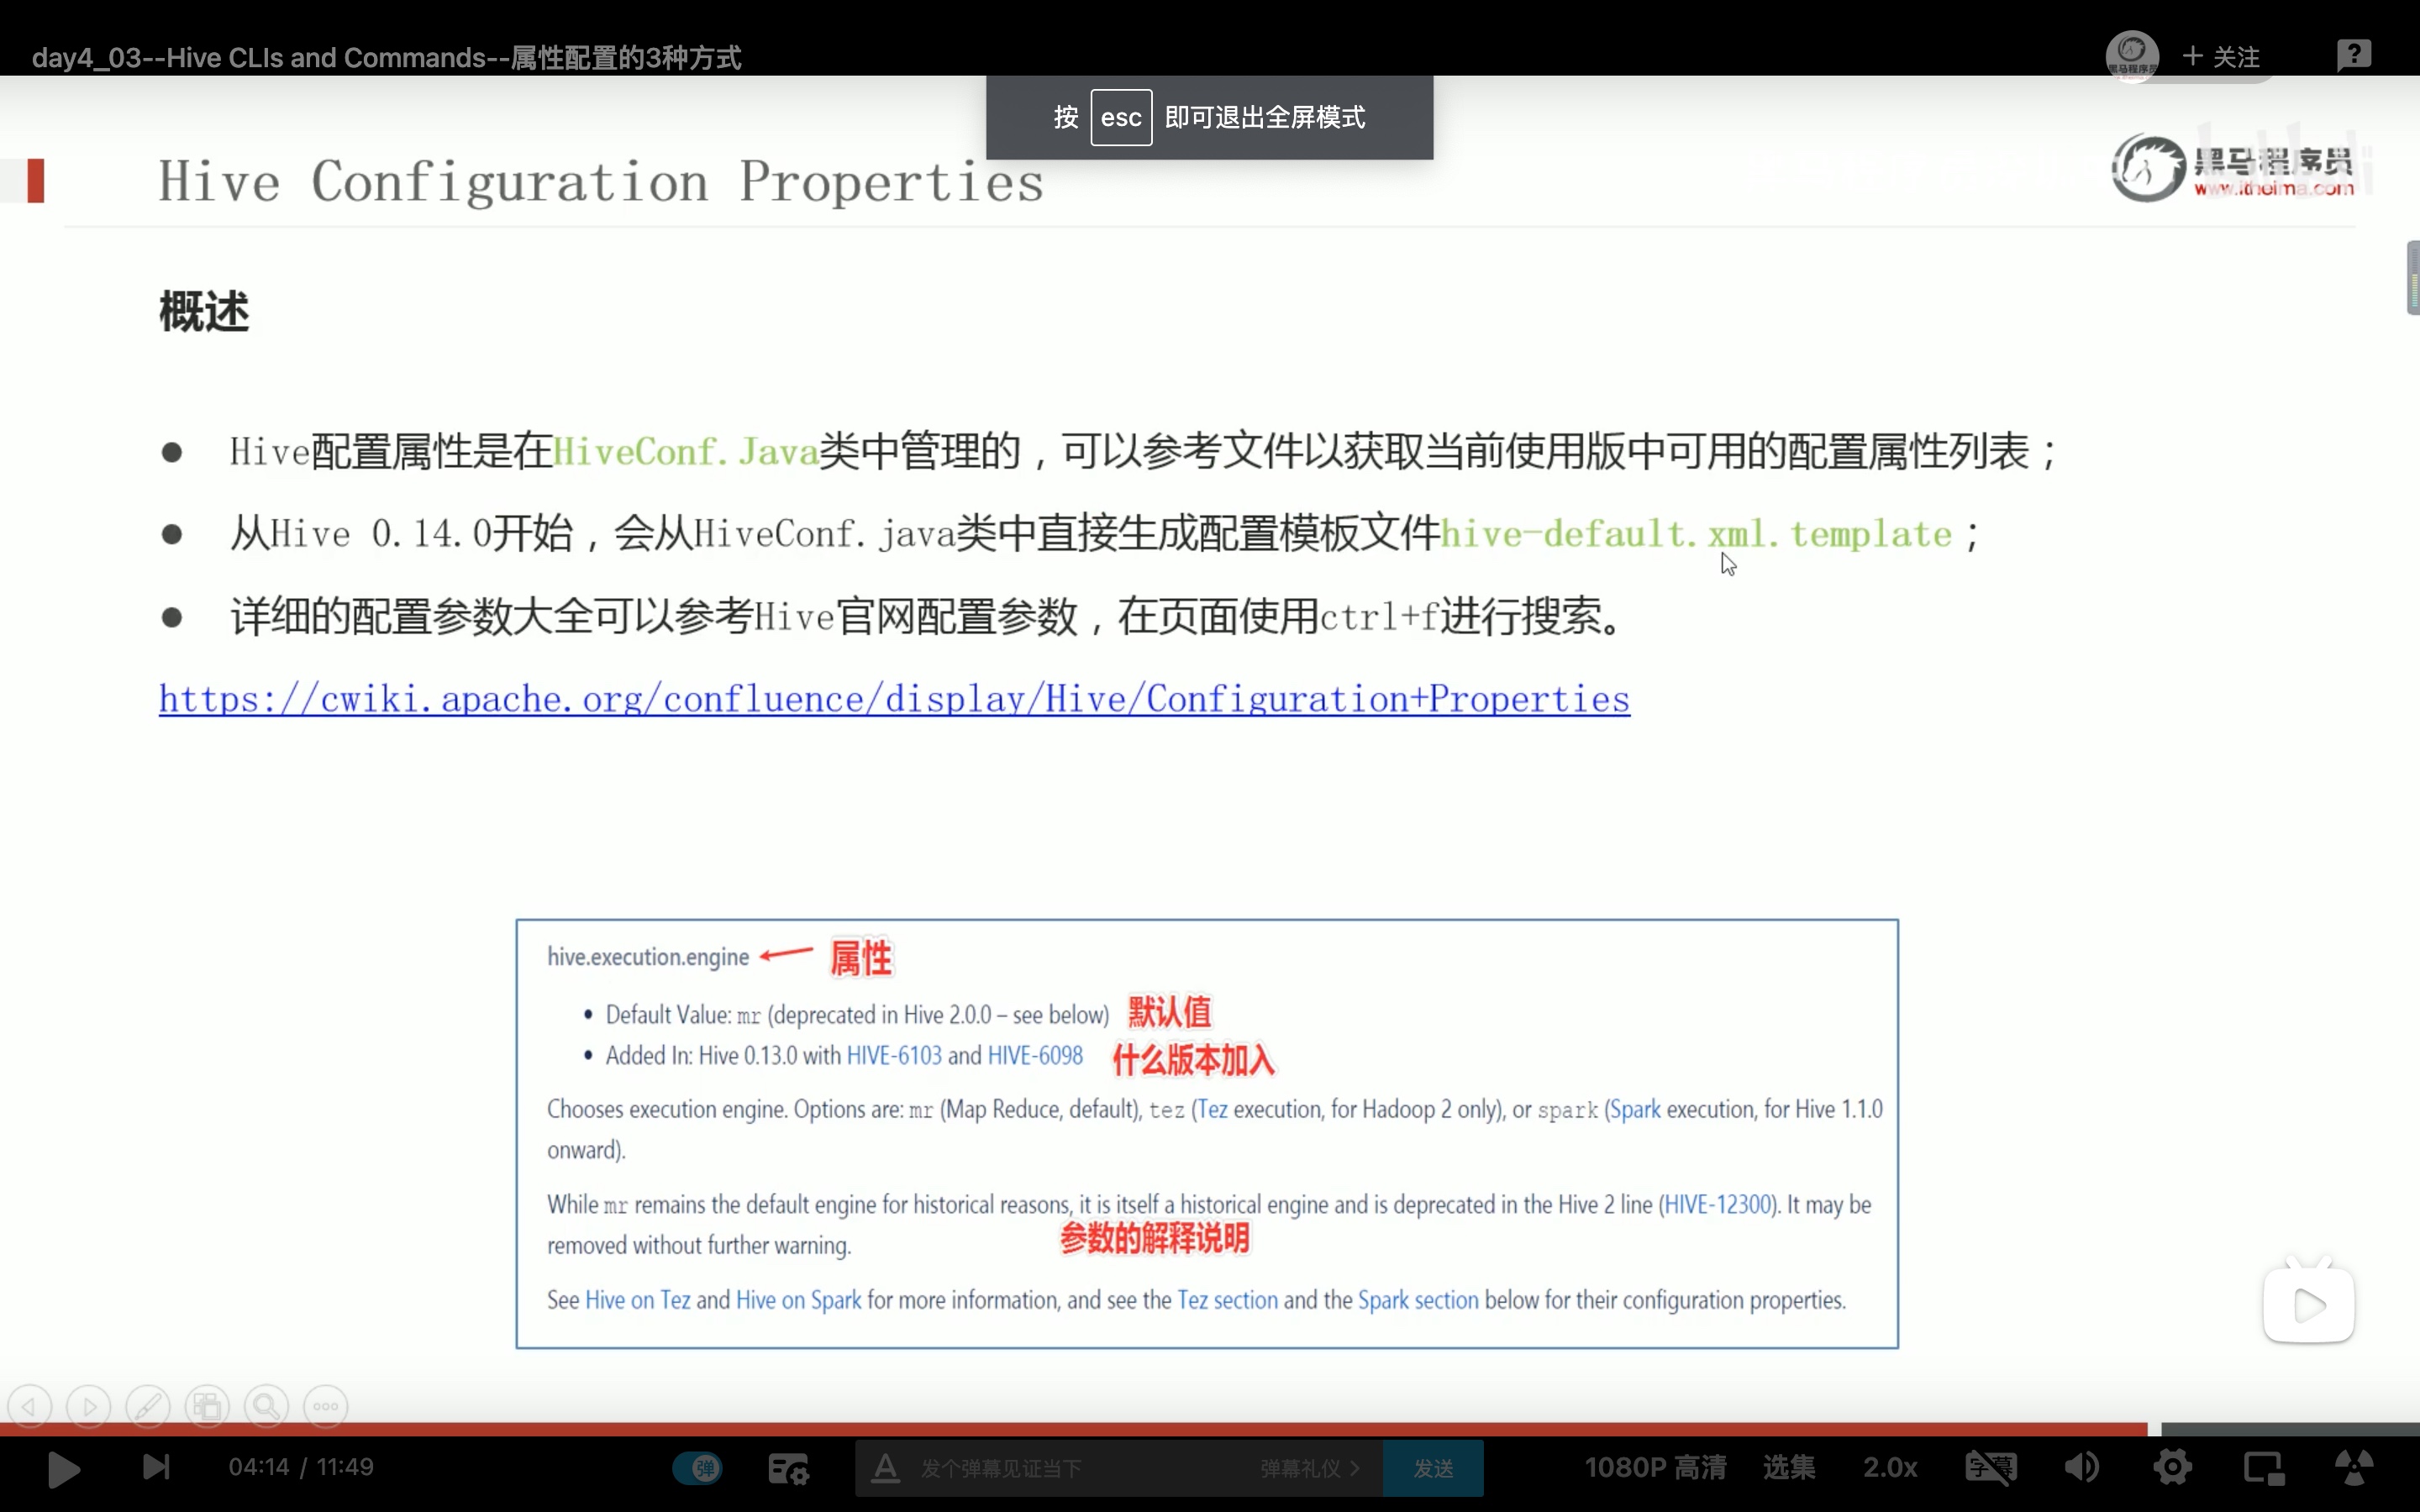 day4_03--Hive CLIs and Commands--属性配置的3种方式
黑马程序员
+ 关注
?
按 esc 即可退出全屏模式
Hive Configuration Properties
黑马程序员
www.itheima.com
概述
● Hive配置属性是在HiveConf.Java类中管理的，可以参考文件以获取当前使用版中可用的配置属性列表；
● 从Hive 0.14.0开始，会从HiveConf.java类中直接生成配置模板文件hive-default.xml.template；
● 详细的配置参数大全可以参考Hive官网配置参数，在页面使用ctrl+f进行搜索。
https://cwiki.apache.org/confluence/display/Hive/Configuration+Properties
hive.execution.engine 属性
• Default Value: mr (deprecated in Hive 2.0.0 – see below) 默认值
• Added In: Hive 0.13.0 with HIVE-6103 and HIVE-6098 什么版本加入
Chooses execution engine. Options are: mr (Map Reduce, default), tez (Tez execution, for Hadoop 2 only), or spark (Spark execution, for Hive 1.1.0
onward).
While mr remains the default engine for historical reasons, it is itself a historical engine and is deprecated in the Hive 2 line (HIVE-12300). It may be
removed without further warning.
参数的解释说明
See Hive on Tez and Hive on Spark for more information, and see the Tez section and the Spark section below for their configuration properties.
04:14 / 11:49
弹
A 发个弹幕见证当下
弹幕礼仪 >
发送
1080P 高清
选集
2.0x
字幕